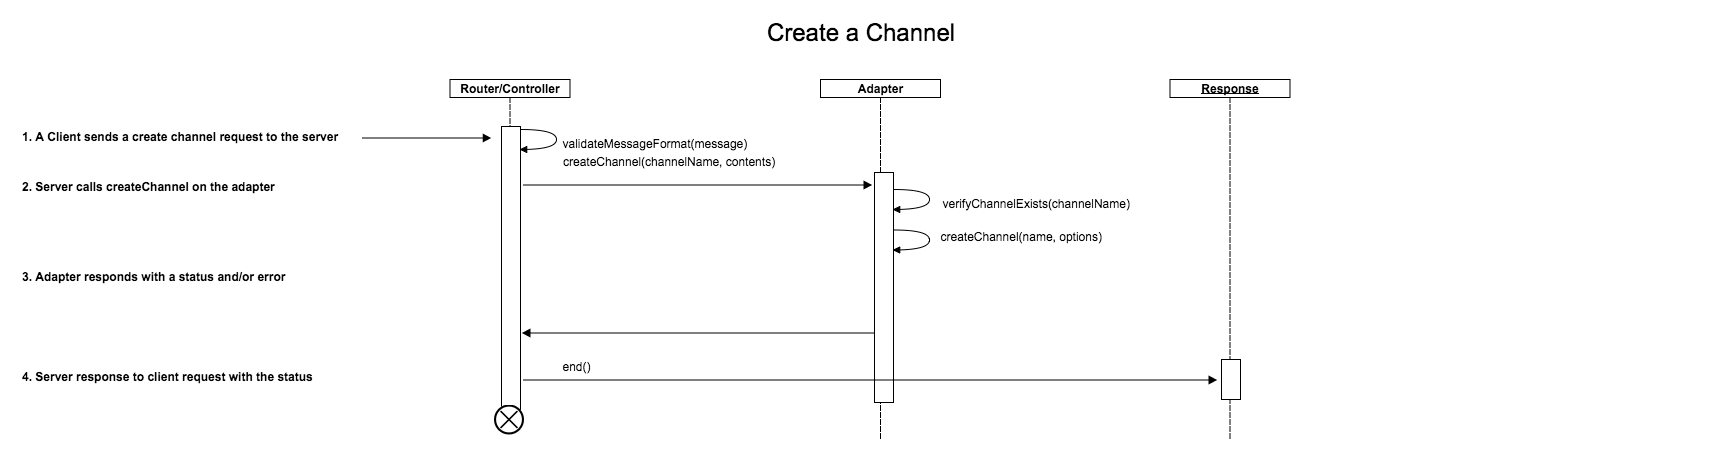 Create a Channel
Router/Controller
Adapter
Response
1. A Client sends a create channel request to the server
validateMessageFormat(message)
createChannel(channelName, contents)
2. Server calls createChannel on the adapter
verifyChannelExists(channelName)
createChannel(name, options)
3. Adapter responds with a status and/or error
end()
4. Server response to client request with the status